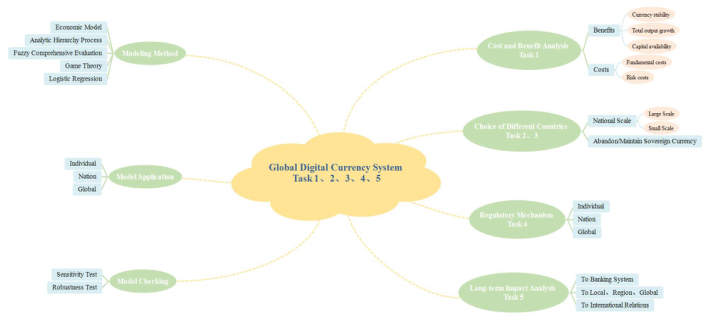 Economic Model
Analytic Hierarchy Process
Fuzzy Comprehensive Evaluation
Game Theory
Logistic Regression
Modeling Method
Individual
Nation
Global
Model Application
Sensitivity Test
Robustness Test
Model Checking
Global Digital Currency System
Task 1、2、3、4、5
Cost and Benefit Analysis
Task 1
Benefits
Currency stability
Total output growth
Capital availability
Costs
Fundamental costs
Risk costs
Choice of Different Countries
Task 2、3
National Scale
Large Scale
Small Scale
Abandon/Maintain Sovereign Currency
Regulatory Mechanism
Task 4
Individual
Nation
Global
Long-term Impact Analysis
Task 5
To Banking System
To Local、Region、Global
To International Relations